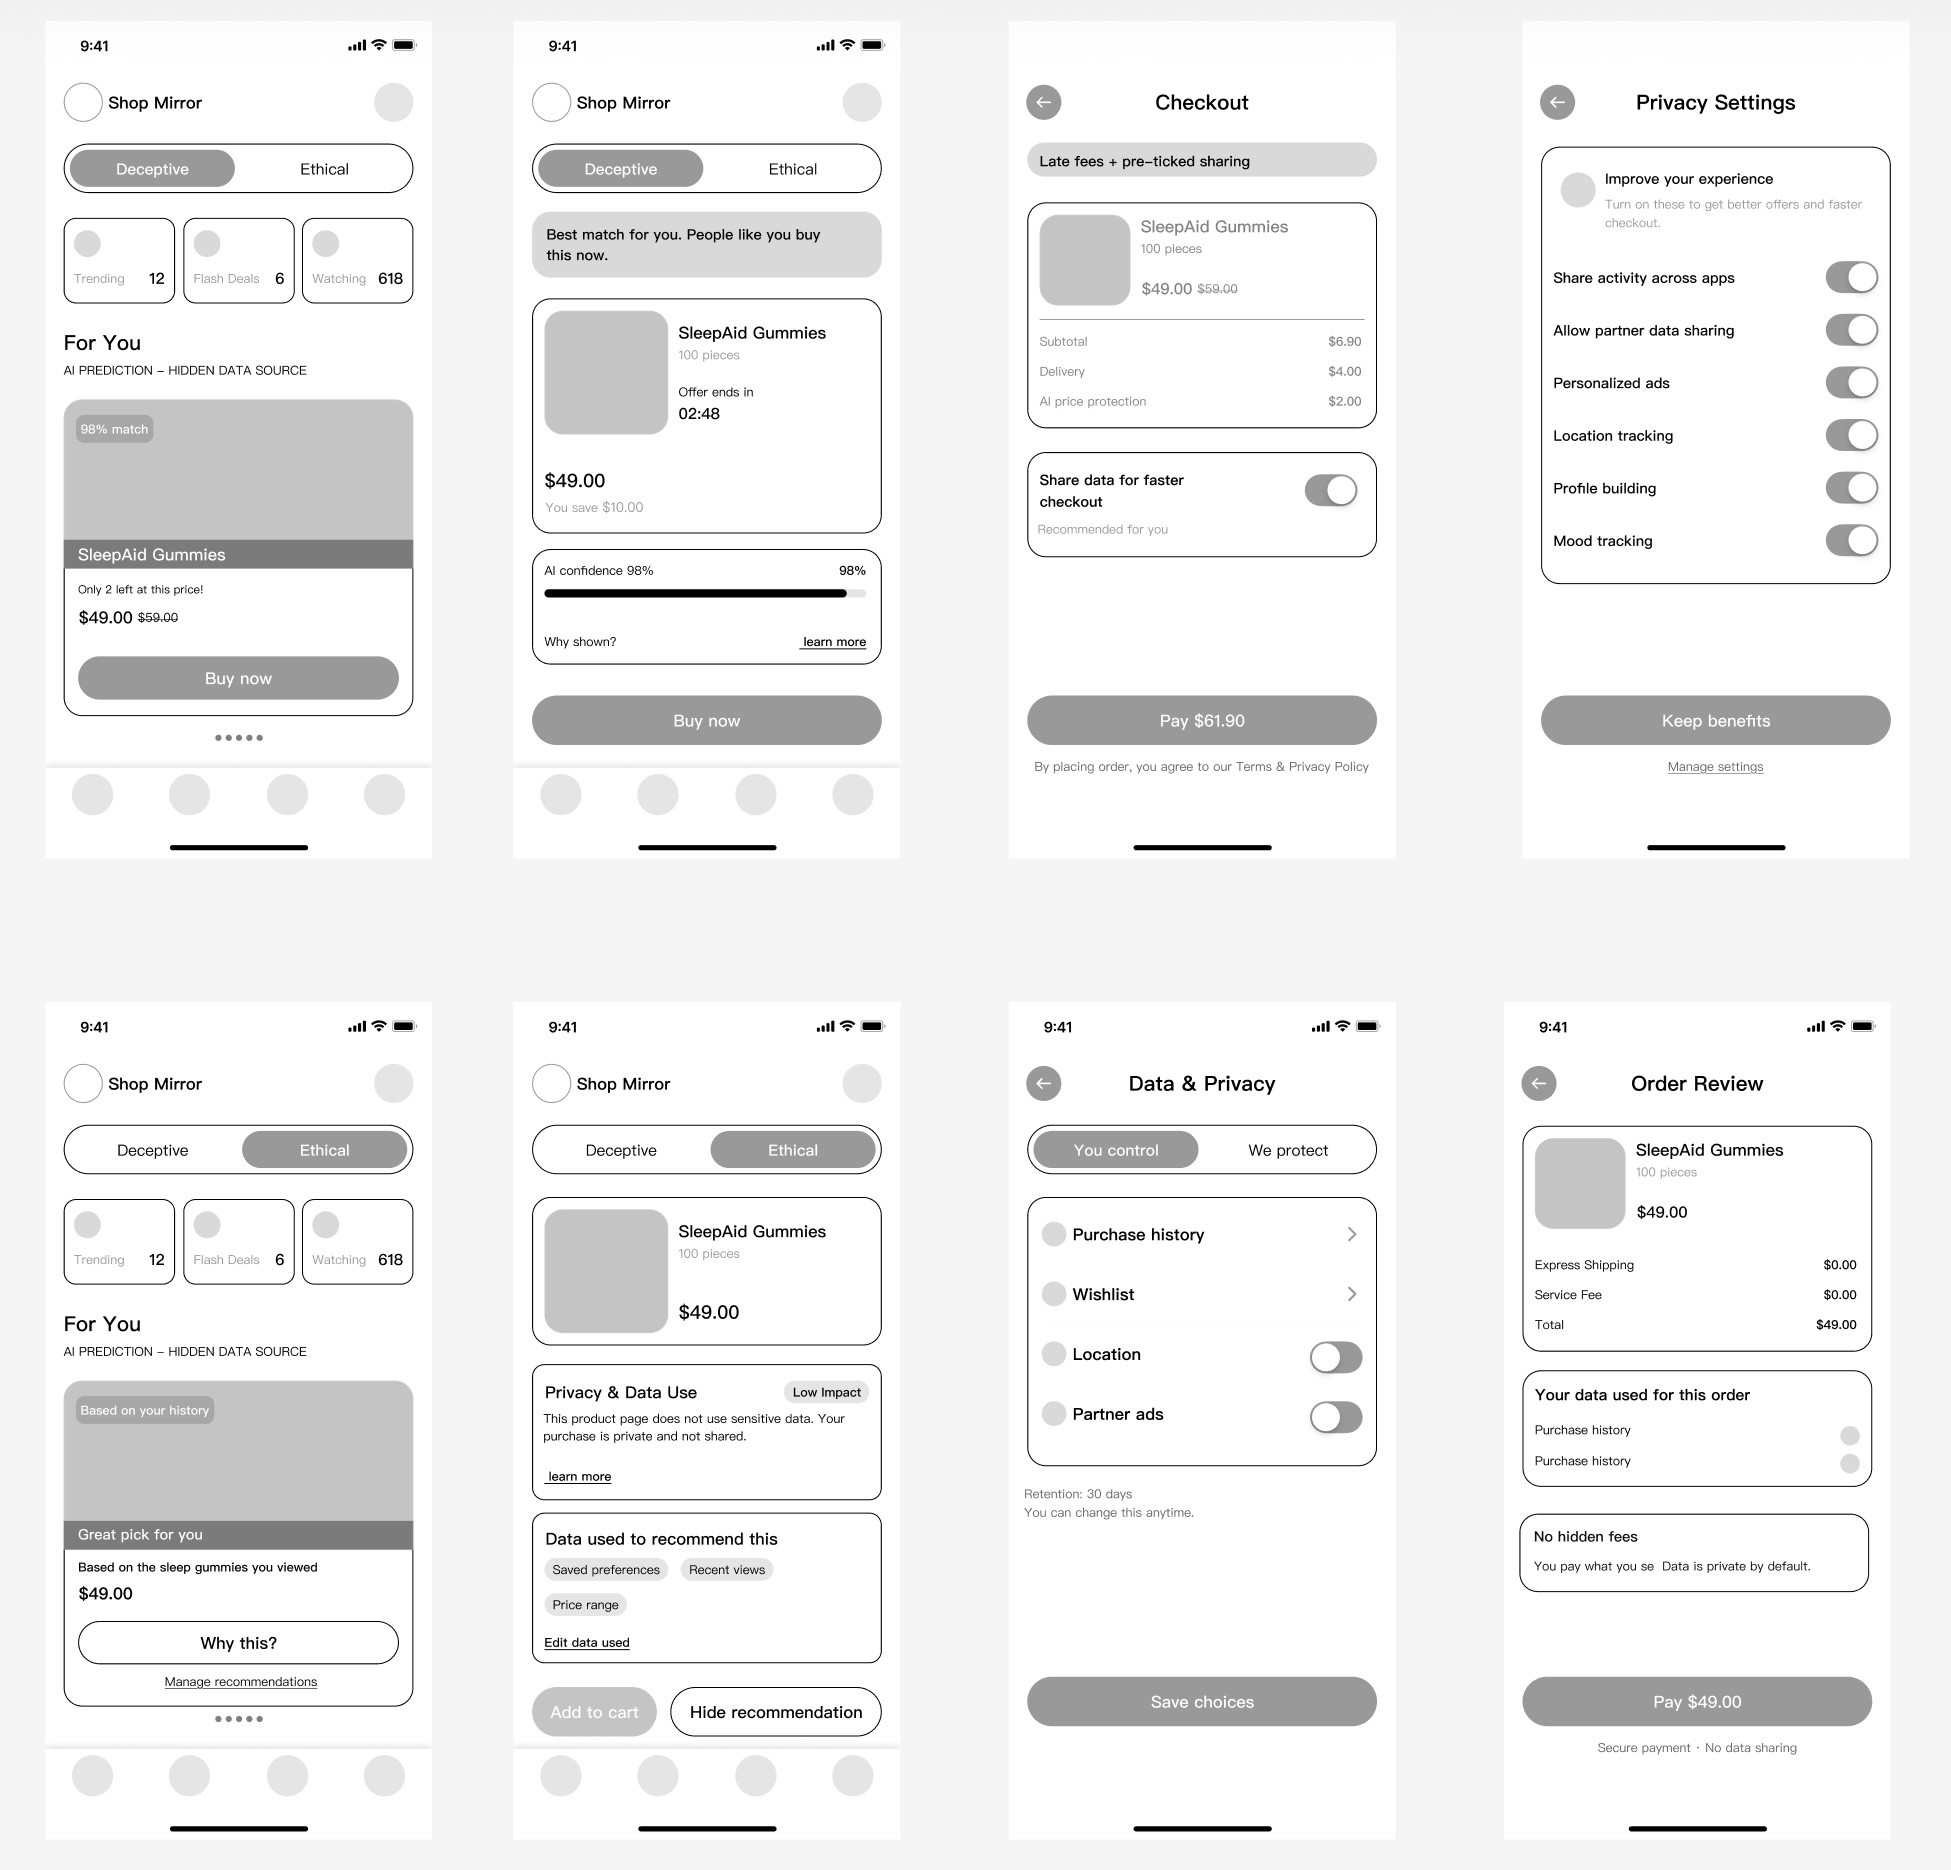 9:41
Shop Mirror
Deceptive
Ethical
Trending
12
Flash Deals
6
Watching
618
For You
AI PREDICTION – HIDDEN DATA SOURCE
98% match
SleepAid Gummies
Only 2 left at this price!
$49.00 $59.00
Buy now
9:41
Shop Mirror
Deceptive
Ethical
Best match for you. People like you buy
this now.
SleepAid Gummies
100 pieces
Offer ends in
02:48
$49.00
You save $10.00
AI confidence 98%
98%
Why shown?
learn more
Buy now
Checkout
Late fees + pre-ticked sharing
SleepAid Gummies
100 pieces
$49.00 $59.00
Subtotal
$6.90
Delivery
$4.00
AI price protection
$2.00
Share data for faster
checkout
Recommended for you
Pay $61.90
By placing order, you agree to our Terms & Privacy Policy
Privacy Settings
Improve your experience
Turn on these to get better offers and faster
checkout.
Share activity across apps
Allow partner data sharing
Personalized ads
Location tracking
Profile building
Mood tracking
Keep benefits
Manage settings
9:41
Shop Mirror
Deceptive
Ethical
Trending
12
Flash Deals
6
Watching
618
For You
AI PREDICTION – HIDDEN DATA SOURCE
Based on your history
Great pick for you
Based on the sleep gummies you viewed
$49.00
Why this?
Manage recommendations
9:41
Shop Mirror
Deceptive
Ethical
SleepAid Gummies
100 pieces
$49.00
Privacy & Data Use
Low Impact
This product page does not use sensitive data. Your
purchase is private and not shared.
learn more
Data used to recommend this
Saved preferences
Recent views
Price range
Edit data used
Add to cart
Hide recommendation
9:41
Data & Privacy
You control
We protect
Purchase history
Wishlist
Location
Partner ads
Retention: 30 days
You can change this anytime.
Save choices
9:41
Order Review
SleepAid Gummies
100 pieces
$49.00
Express Shipping
$0.00
Service Fee
$0.00
Total
$49.00
Your data used for this order
Purchase history
Purchase history
No hidden fees
You pay what you se Data is private by default.
Pay $49.00
Secure payment · No data sharing